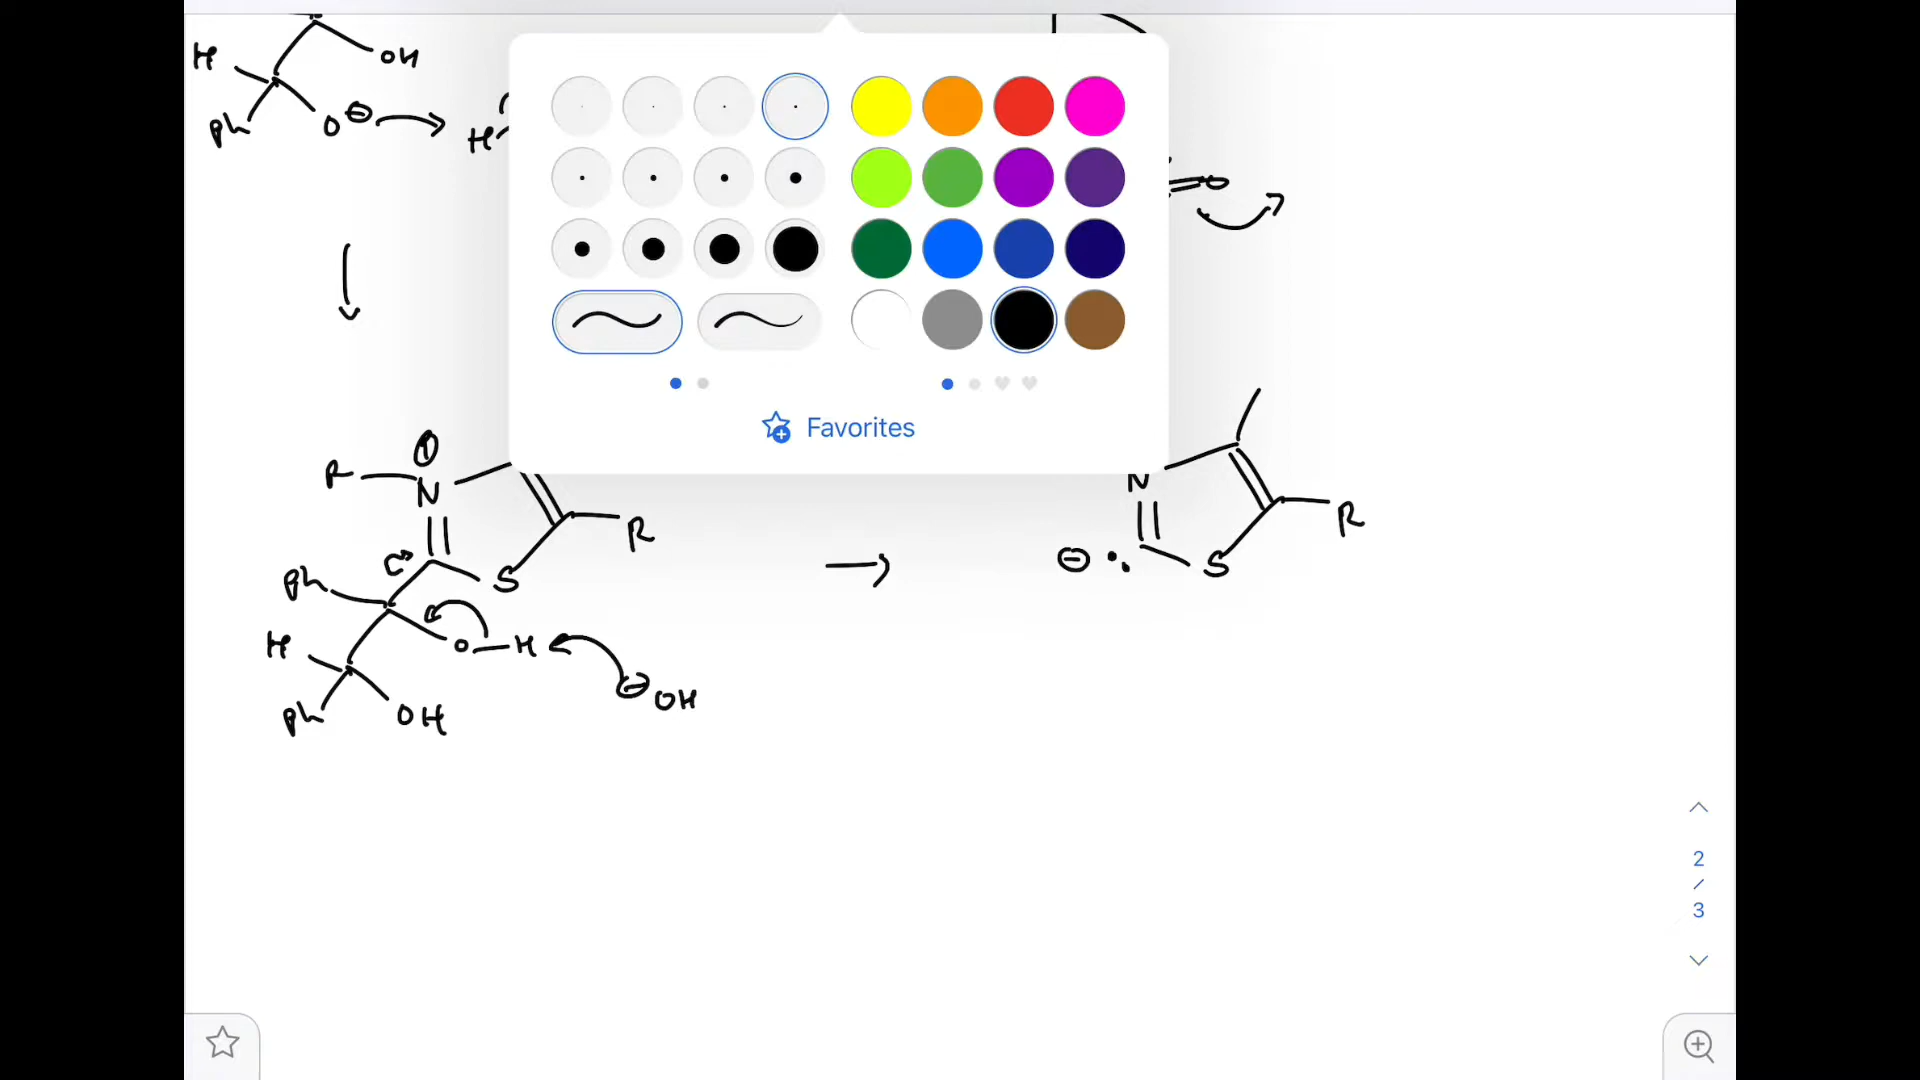 H
OH
Ph
O⊖
H
=O
Favorites
⊕
R
N
R
S
Ph
H
O-H
⊖OH
Ph
OH
N
R
⊖
:
S
2
/
3